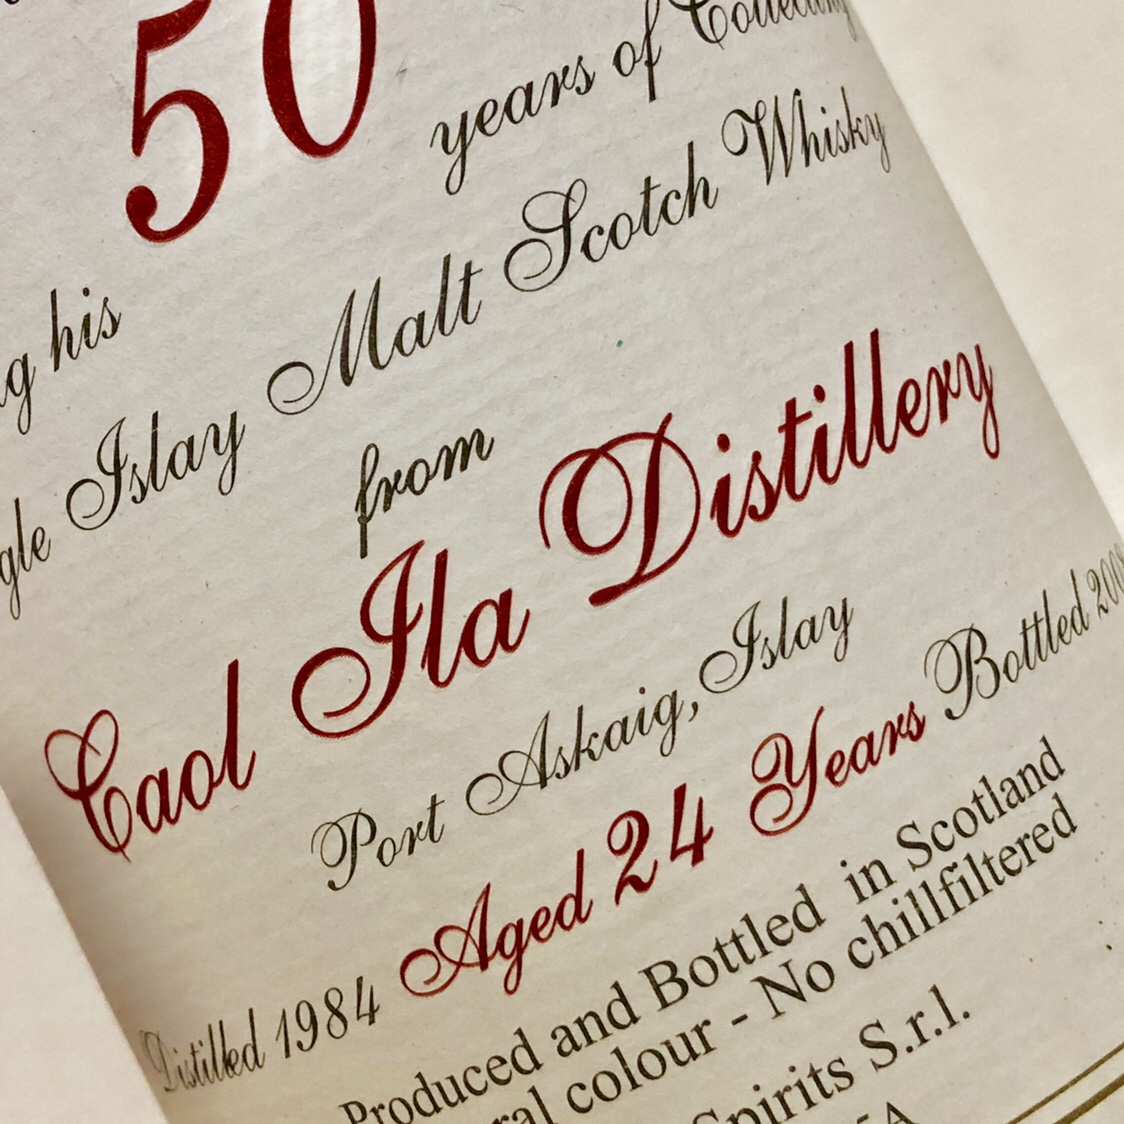 50 years of Collecting
his
Islay Malt Scotch Whisky
from
Caol Ila Distillery
Port Askaig, Islay
Distilled 1984 Aged 24 Years Bottled
Produced and Bottled in Scotland
colour - No chillfiltered
Spirits S.r.l.